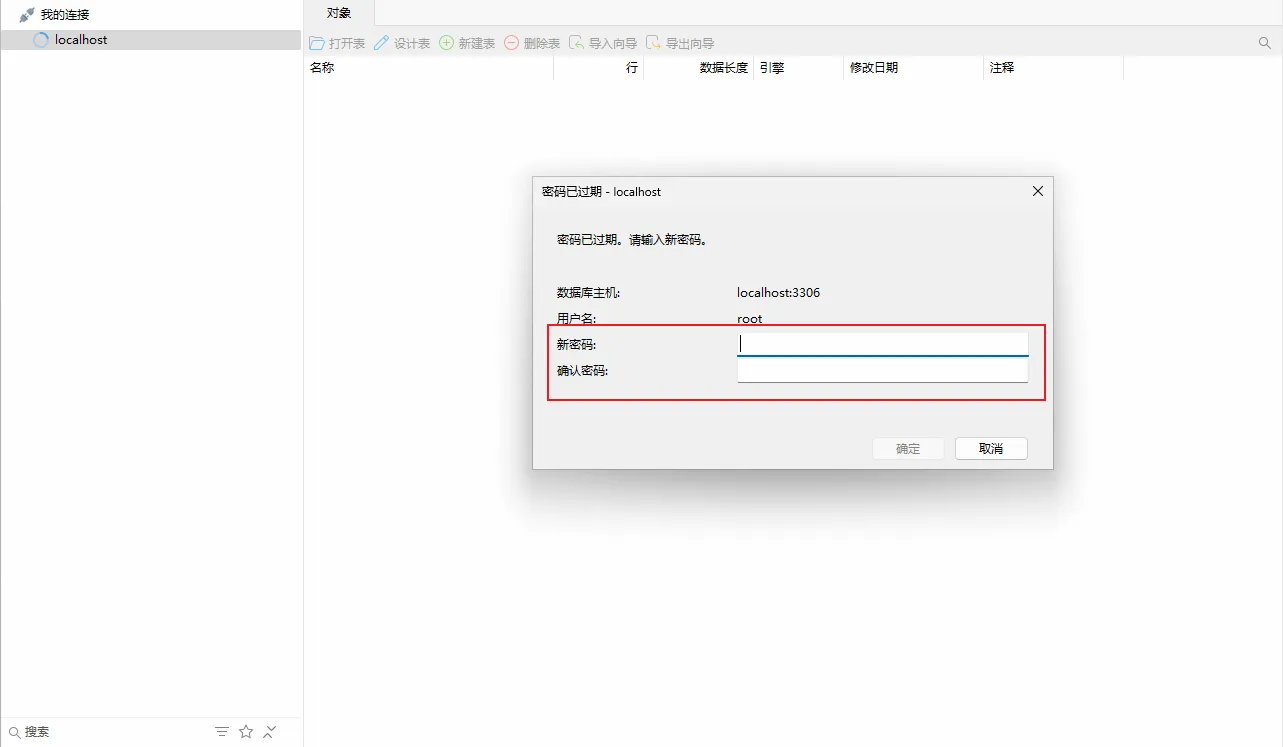 我的连接
localhost
对象
打开表 设计表 新建表 删除表 导入向导 导出向导
名称 行 数据长度 引擎 修改日期 注释
密码已过期 - localhost
密码已过期。请输入新密码。
数据库主机: localhost:3306
用户名: root
新密码:
确认密码:
确定 取消
搜索